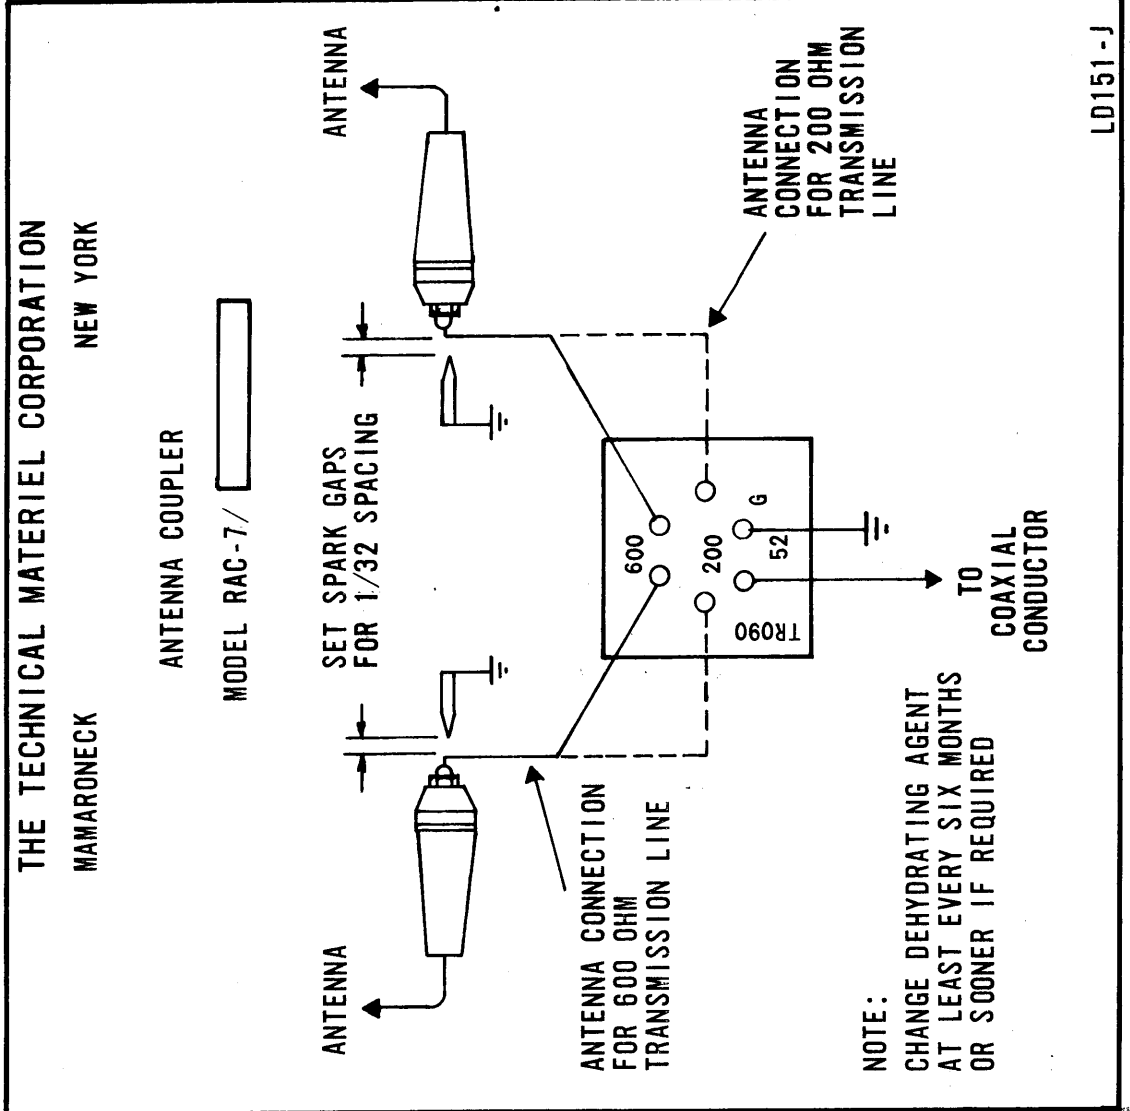 THE TECHNICAL MATERIEL CORPORATION
MAMARONECK NEW YORK
ANTENNA COUPLER
MODEL RAC-7/
ANTENNA
SET SPARK GAPS
FOR 1/32 SPACING
ANTENNA
ANTENNA CONNECTION
FOR 600 OHM
TRANSMISSION LINE
600
200
52
G
TR090
ANTENNA
CONNECTION
FOR 200 OHM
TRANSMISSION
LINE
TO
COAXIAL
CONDUCTOR
NOTE:
CHANGE DEHYDRATING AGENT
AT LEAST EVERY SIX MONTHS
OR SOONER IF REQUIRED
LD151-J